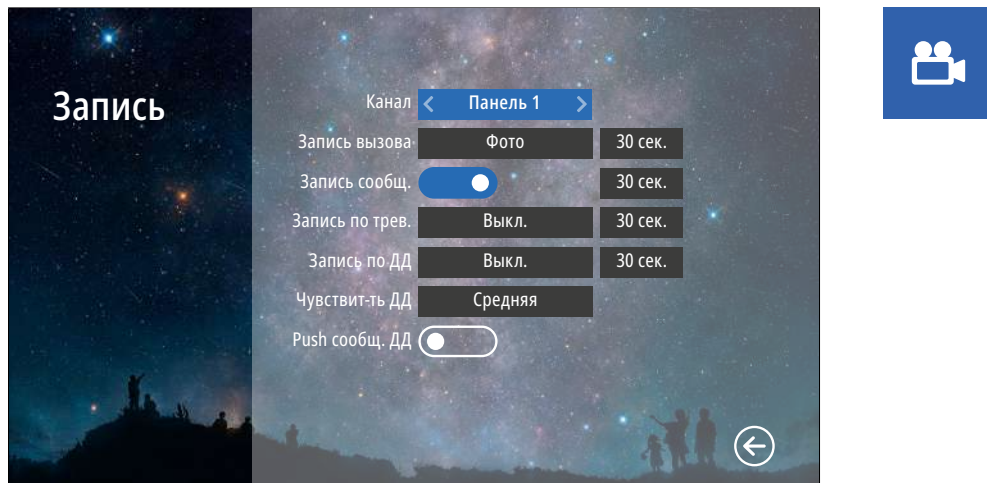 Запись
Канал Панель 1
Запись вызова Фото 30 сек.
Запись сообщ. 30 сек.
Запись по трев. Выкл. 30 сек.
Запись по ДД Выкл. 30 сек.
Чувствит-ть ДД Средняя
Push сообщ. ДД